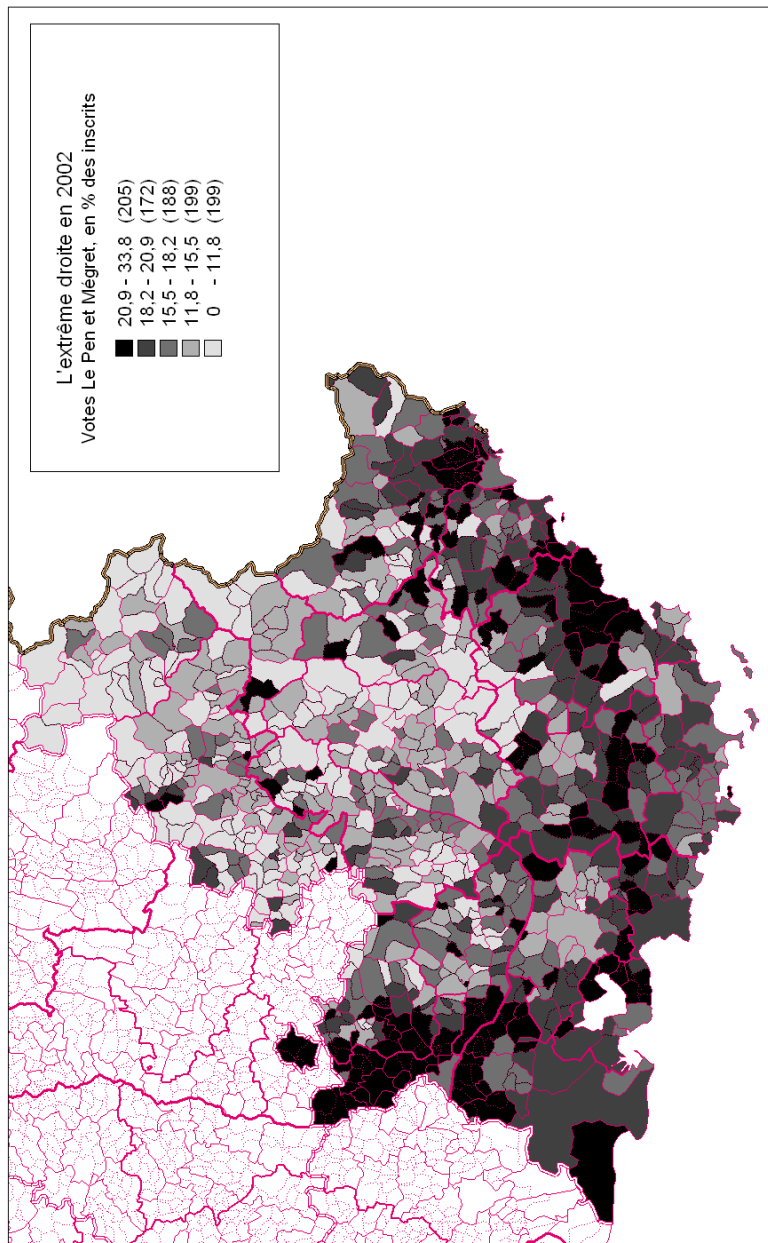 L'extrême droite en 2002
Votes Le Pen et Mégret, en % des inscrits
20,9 - 33,8 (205)
18,2 - 20,9 (172)
15,5 - 18,2 (188)
11,8 - 15,5 (199)
0 - 11,8 (199)